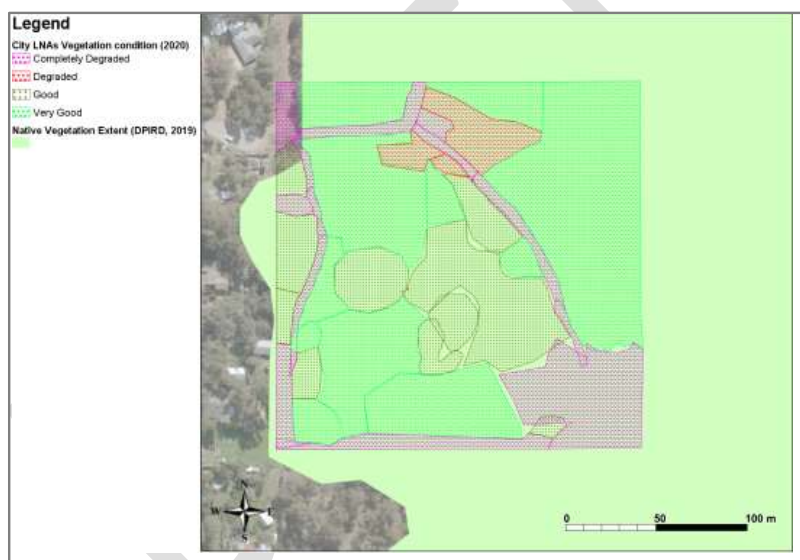 Legend
City LNAs Vegetation condition (2020)
Completely Degraded
Degraded
Good
Very Good
Native Vegetation Extent (DPIRD, 2019)
N
W E
S
0 50 100 m